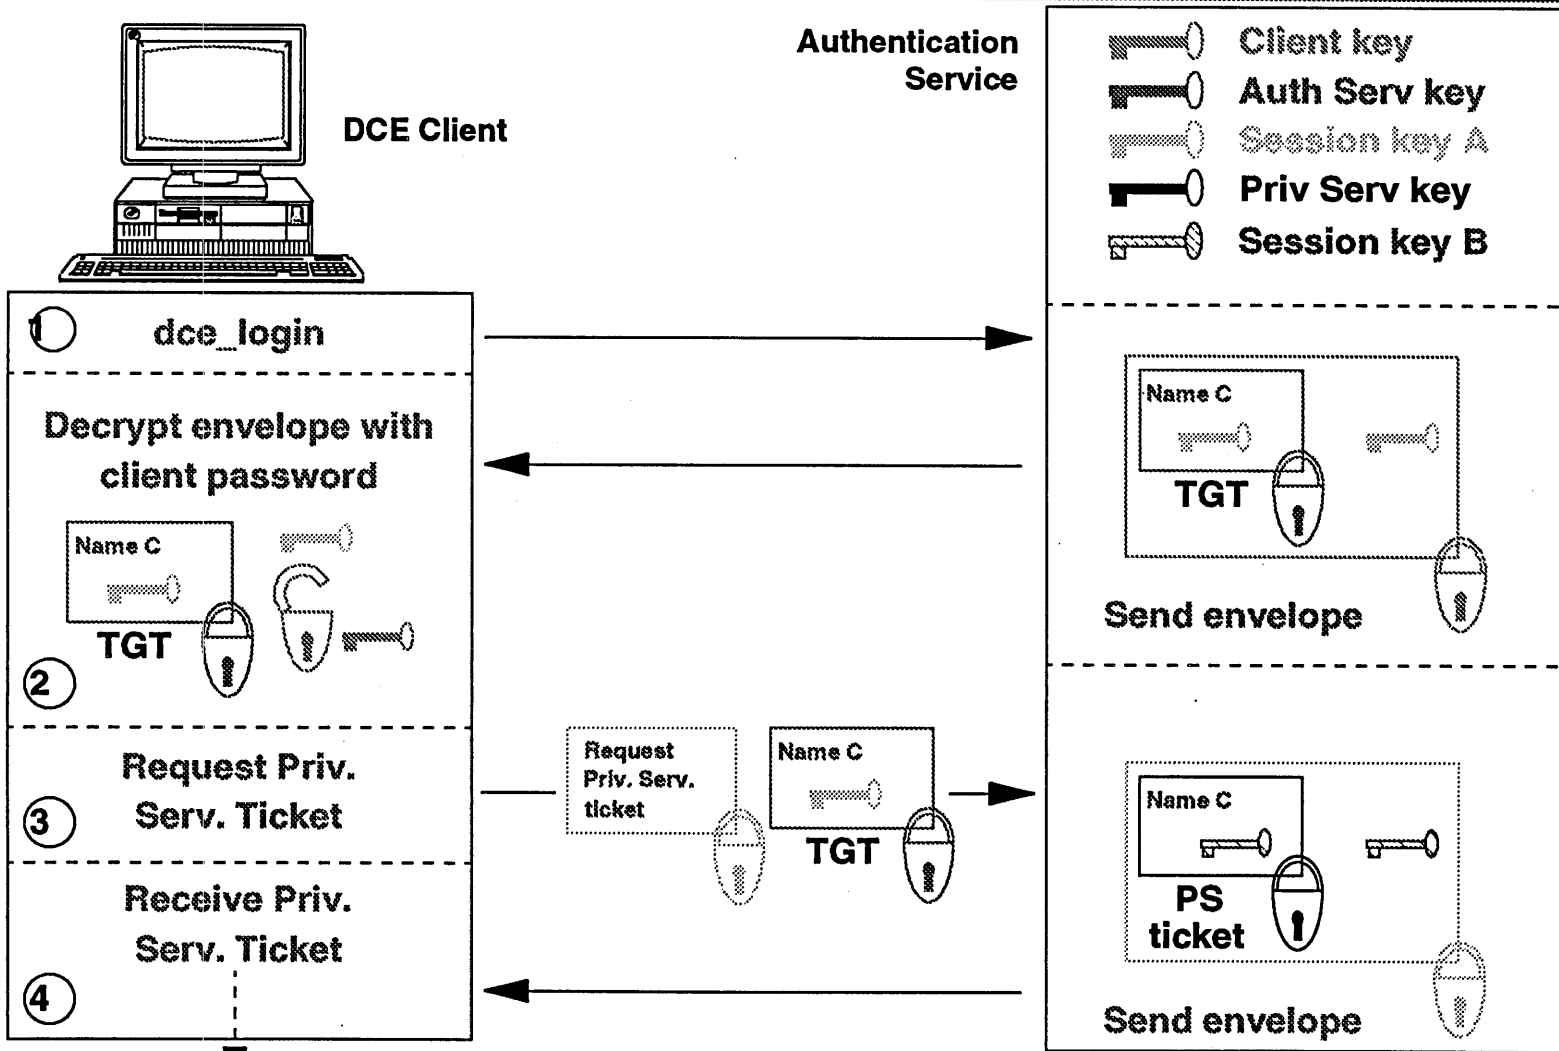 DCE Client
Authentication
Service
Client key
Auth Serv key
Session key A
Priv Serv key
Session key B
1
dce_login
Decrypt envelope with
client password
Name C
TGT
2
Name C
TGT
Send envelope
Request Priv.
Serv. Ticket
3
Request
Priv. Serv.
ticket
Name C
TGT
Name C
PS
ticket
Send envelope
Receive Priv.
Serv. Ticket
4